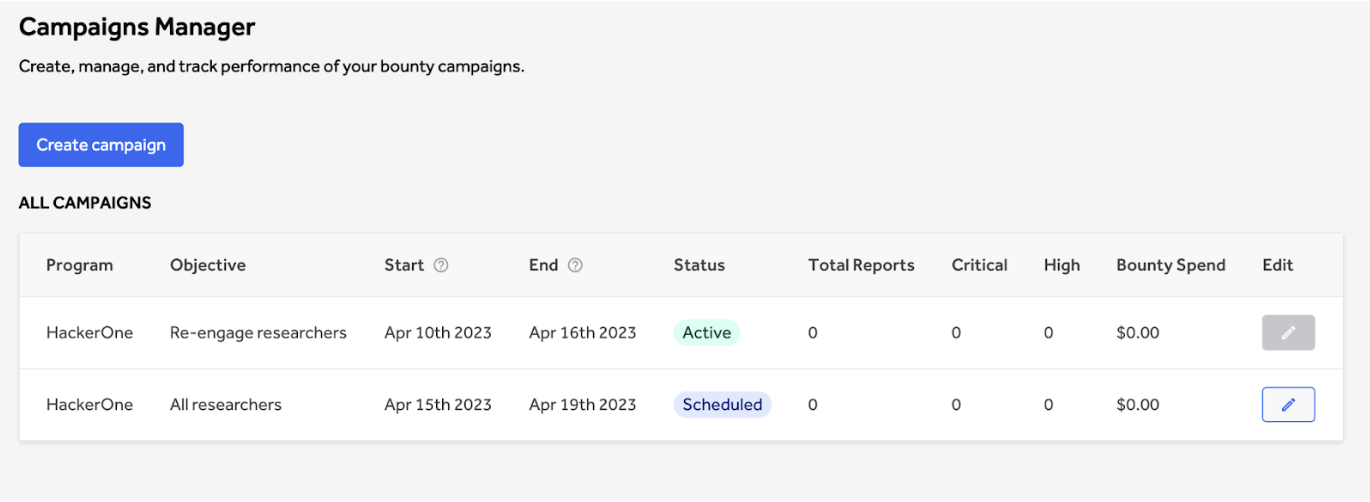 Campaigns Manager
Create, manage, and track performance of your bounty campaigns.
Create campaign
ALL CAMPAIGNS
Program Objective Start End Status Total Reports Critical High Bounty Spend Edit
HackerOne Re-engage researchers Apr 10th 2023 Apr 16th 2023 Active 0 0 0 $0.00
HackerOne All researchers Apr 15th 2023 Apr 19th 2023 Scheduled 0 0 0 $0.00